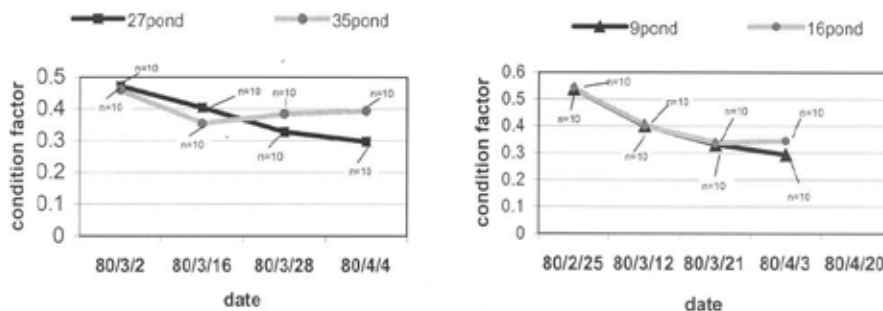 27pond 35pond
condition factor
0.5
0.4
0.3
0.2
0.1
0
n=10
n=10
n=10
n=10
n=10
n=10
n=10
n=10
80/3/2 80/3/16 80/3/28 80/4/4
date
9pond 16pond
condition factor
0.6
0.5
0.4
0.3
0.2
0.1
0
n=10
n=10
n=10
n=10
n=10
n=10
n=10
n=10
80/2/25 80/3/12 80/3/21 80/4/3 80/4/20
date